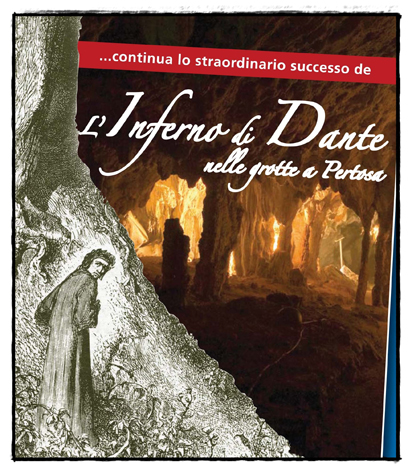 ...continua lo straordinario successo de
L'Inferno di Dante
nelle grotte a Pertosa